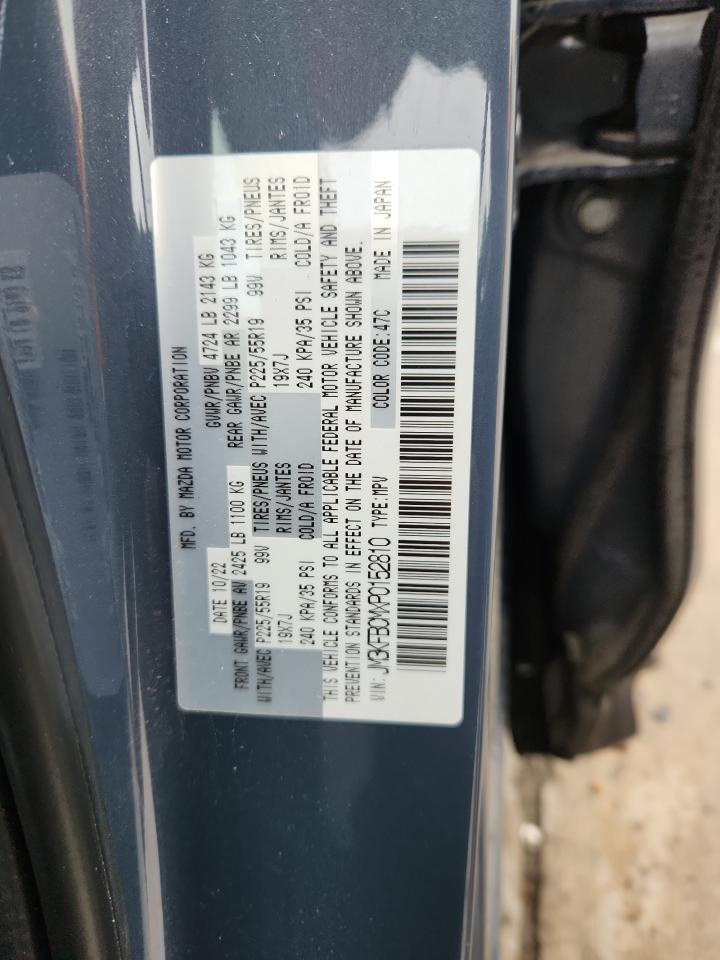 MFD. BY MAZDA MOTOR CORPORATION
DATE 10/22 GVWR/PNBV 4724 LB 2143 KG
FRONT GAWR/PNBE AV 2425 LB 1100 KG REAR GAWR/PNBE AR 2299 LB 1043 KG
WITH/AVEC P225/55R19 99V TIRES/PNEUS WITH/AVEC P225/55R19 99V TIRES/PNEUS
19X7J RIMS/JANTES 19X7J RIMS/JANTES
240 KPA/35 PSI COLD/A FROID 240 KPA/35 PSI COLD/A FROID
THIS VEHICLE CONFORMS TO ALL APPLICABLE FEDERAL MOTOR VEHICLE SAFETY AND THEFT
PREVENTION STANDARDS IN EFFECT ON THE DATE OF MANUFACTURE SHOWN ABOVE.
VIN: JM3KFBCMXP0152810 TYPE:MPV COLOR CODE:47C MADE IN JAPAN